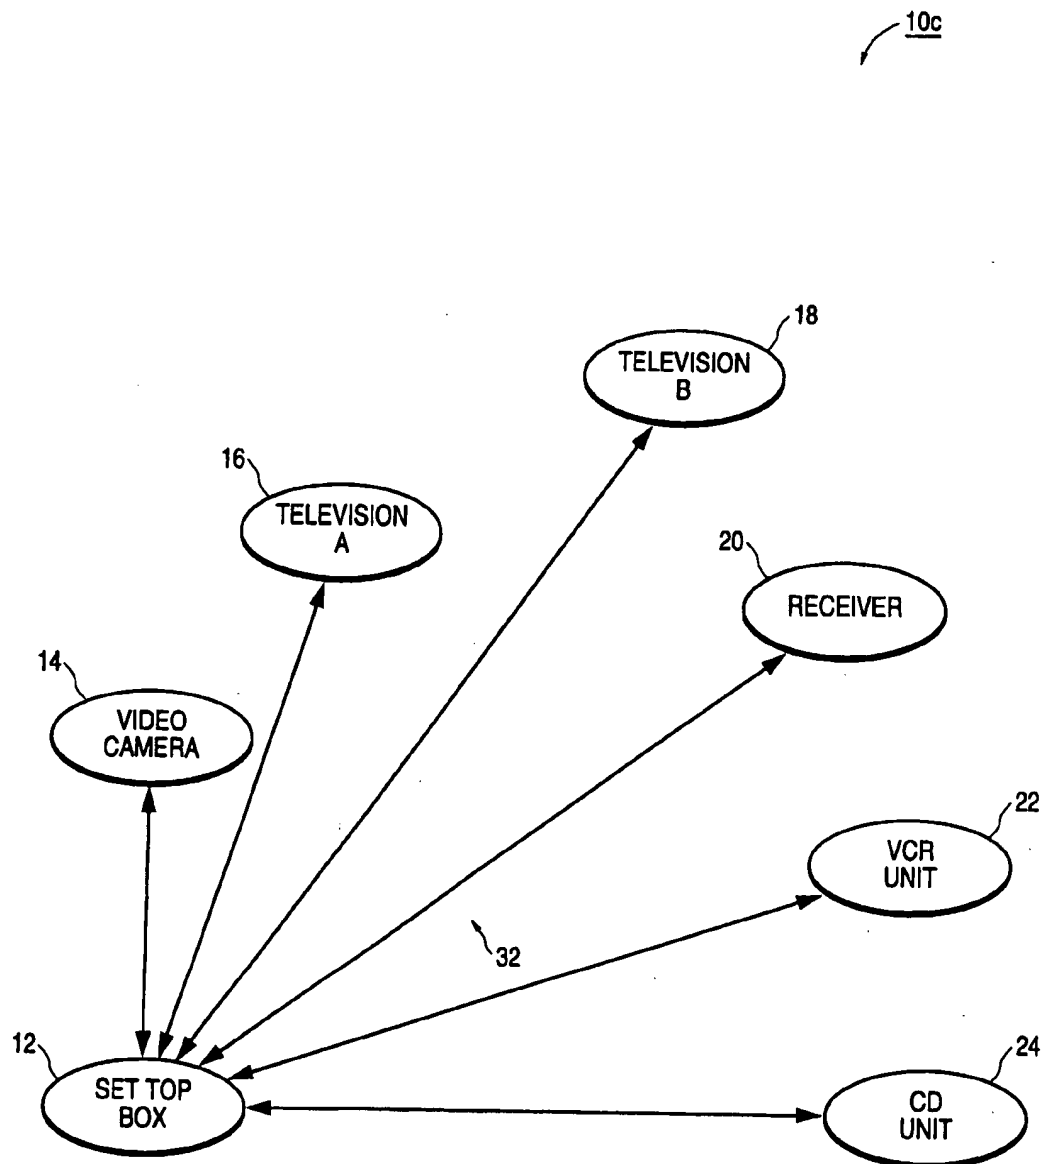 10c
18
TELEVISION
B
16
TELEVISION
A
20
RECEIVER
14
VIDEO
CAMERA
22
VCR
UNIT
32
12
SET TOP
BOX
24
CD
UNIT